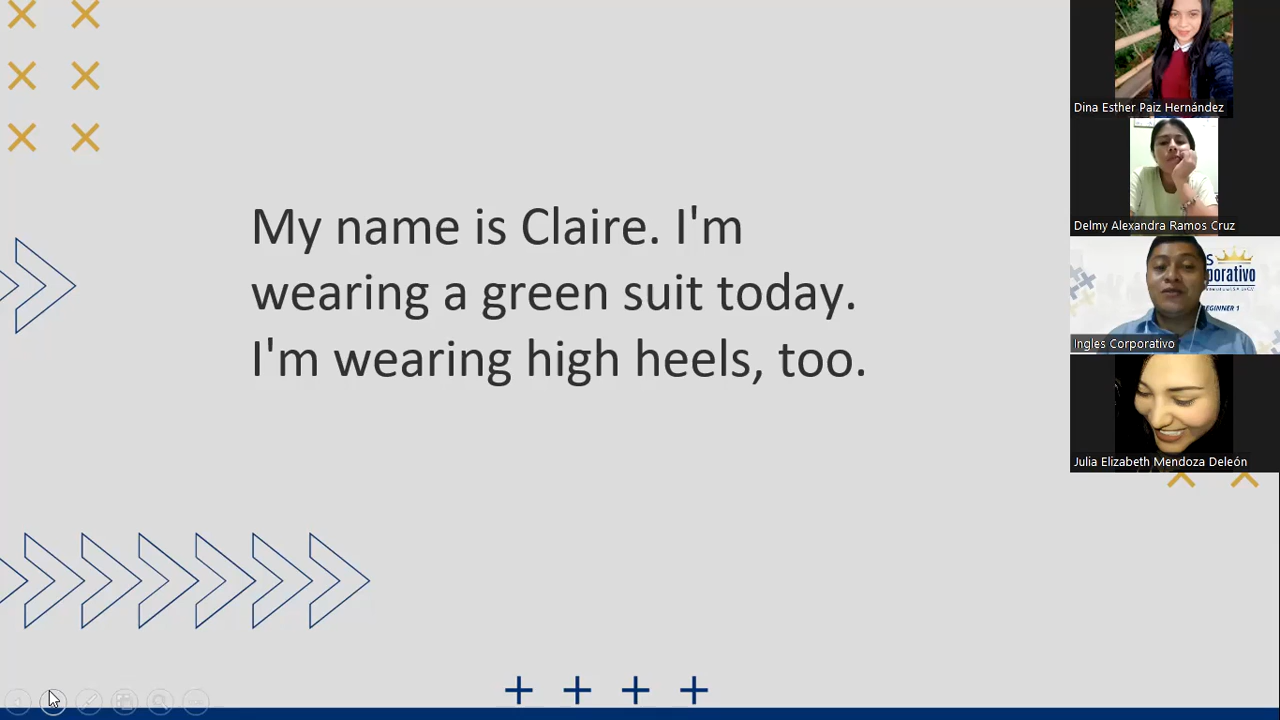 My name is Claire. I'm
wearing a green suit today.
I'm wearing high heels, too.
Dina Esther Paiz Hernández
Delmy Alexandra Ramos Cruz
Ingles Corporativo
Julia Elizabeth Mendoza Deleón